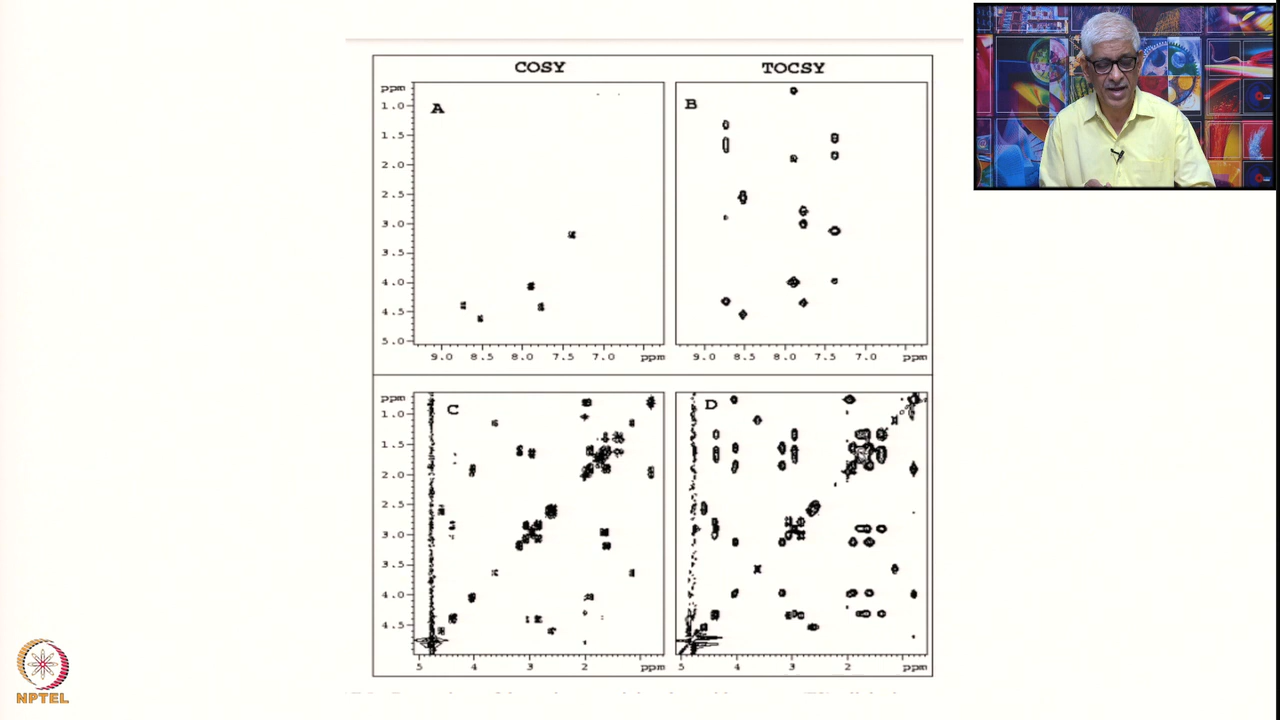 COSY
TOCSY
ppm
A
1.0
1.5
2.0
2.5
3.0
3.5
4.0
4.5
5.0
9.0 8.5 8.0 7.5 7.0 ppm
B
9.0 8.5 8.0 7.5 7.0 ppm
ppm
C
1.0
1.5
2.0
2.5
3.0
3.5
4.0
4.5
5 4 3 2 ppm
D
5 4 3 2 ppm
NPTEL